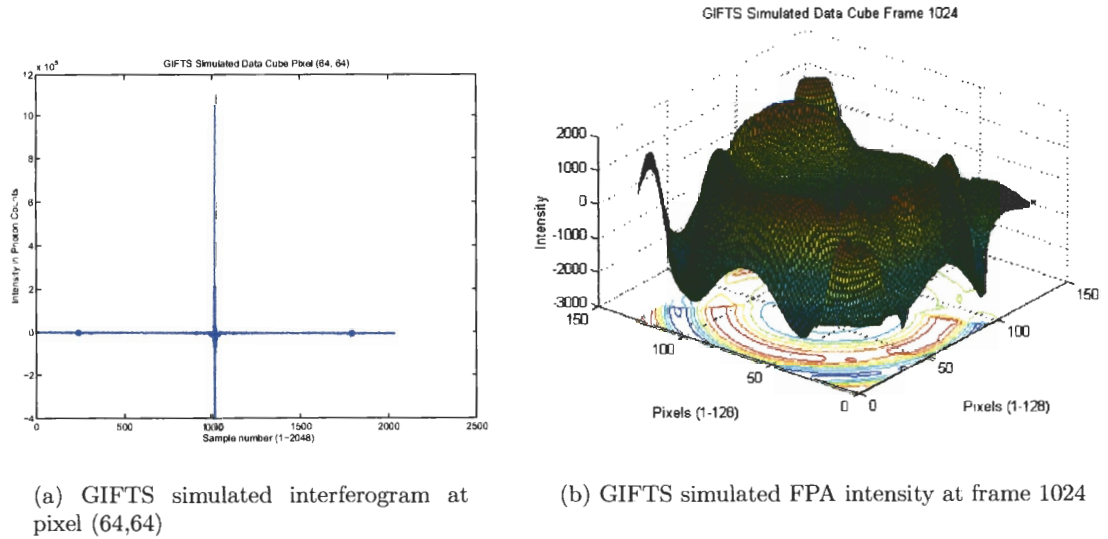 GIFTS Simulated Data Cube Pixel (64, 64)
12 x 10⁵
10
8
6
4
2
0
-2
-4
Intensity in Photon Counts
0 500 1000 1500 2000 2500
Sample number (1-2048)
(a) GIFTS simulated interferogram at
pixel (64,64)
GIFTS Simulated Data Cube Frame 1024
2000
1000
0
-1000
-2000
-3000
Intensity
150
100
50
0
Pixels (1-128)
0
50
100
150
Pixels (1-128)
(b) GIFTS simulated FPA intensity at frame 1024